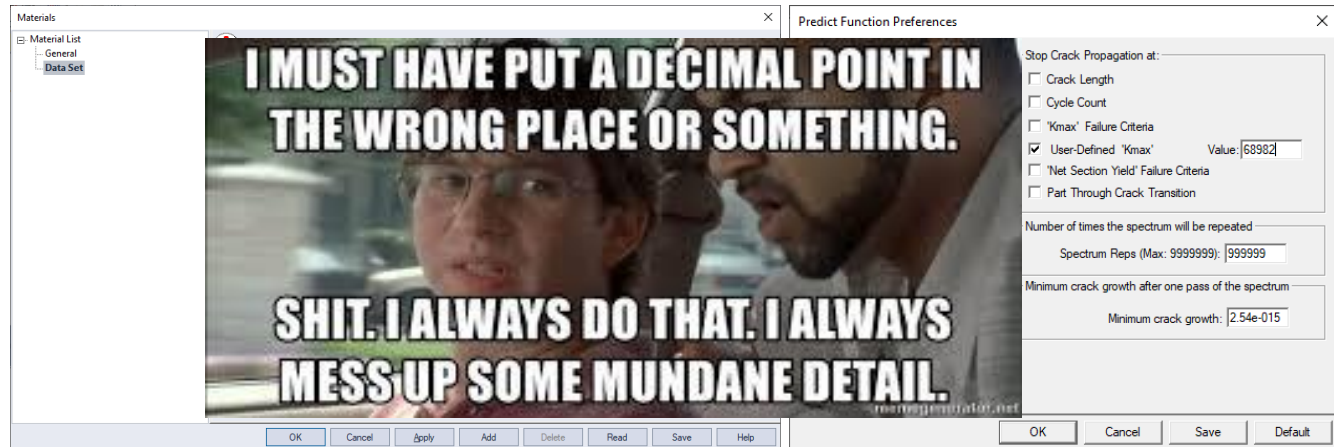 Materials
Material List
General
Data Set
OK
Cancel
Apply
Add
Delete
Read
Save
Help
I MUST HAVE PUT A DECIMAL POINT IN
THE WRONG PLACE OR SOMETHING.
SHIT. I ALWAYS DO THAT. I ALWAYS
MESS UP SOME MUNDANE DETAIL.
memegenerator.net
Predict Function Preferences
Stop Crack Propagation at:
Crack Length
Cycle Count
'Kmax' Failure Criteria
User-Defined 'Kmax' Value: 68982
'Net Section Yield' Failure Criteria
Part Through Crack Transition
Number of times the spectrum will be repeated
Spectrum Reps (Max: 9999999): 999999
Minimum crack growth after one pass of the spectrum
Minimum crack growth: 2.54e-015
OK
Cancel
Save
Default